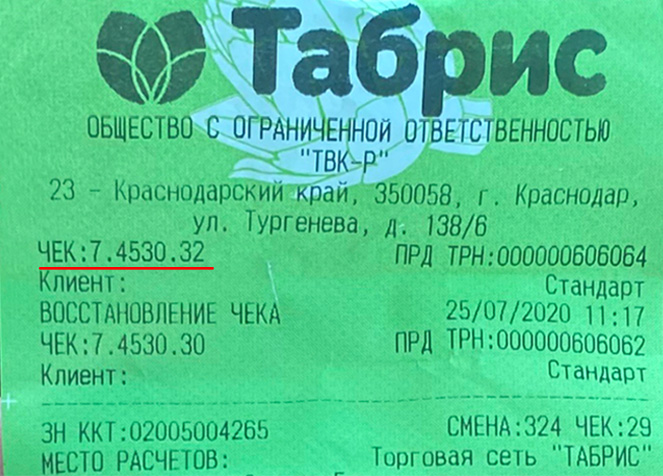 Табрис
ОБЩЕСТВО С ОГРАНИЧЕННОЙ ОТВЕТСТВЕННОСТЬЮ
"ТВК-Р"
23 - Краснодарский край, 350058, г. Краснодар,
ул. Тургенева, д. 138/6
ЧЕК:7.4530.32 ПРД ТРН:000000606064
Клиент: Стандарт
ВОССТАНОВЛЕНИЕ ЧЕКА 25/07/2020 11:17
ЧЕК:7.4530.30 ПРД ТРН:000000606062
Клиент: Стандарт
ЗН ККТ:02005004265 СМЕНА:324 ЧЕК:29
МЕСТО РАСЧЕТОВ: Торговая сеть "ТАБРИС"